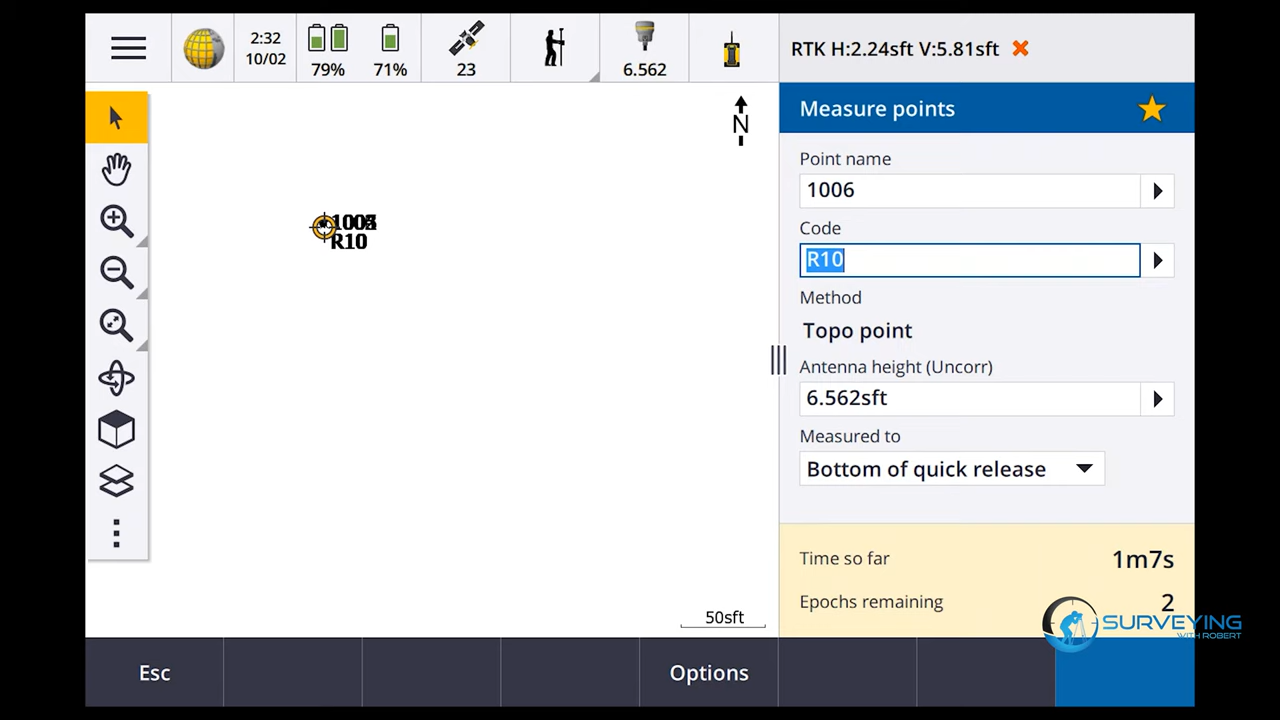 2:32
10/02
79%
71%
23
6.562
RTK H:2.24sft V:5.81sft
Measure points
Point name
1006
Code
R10
Method
Topo point
Antenna height (Uncorr)
6.562sft
Measured to
Bottom of quick release
Time so far
1m7s
Epochs remaining
2
N
R10
50sft
Esc
Options
SURVEYING
WITH ROBERT